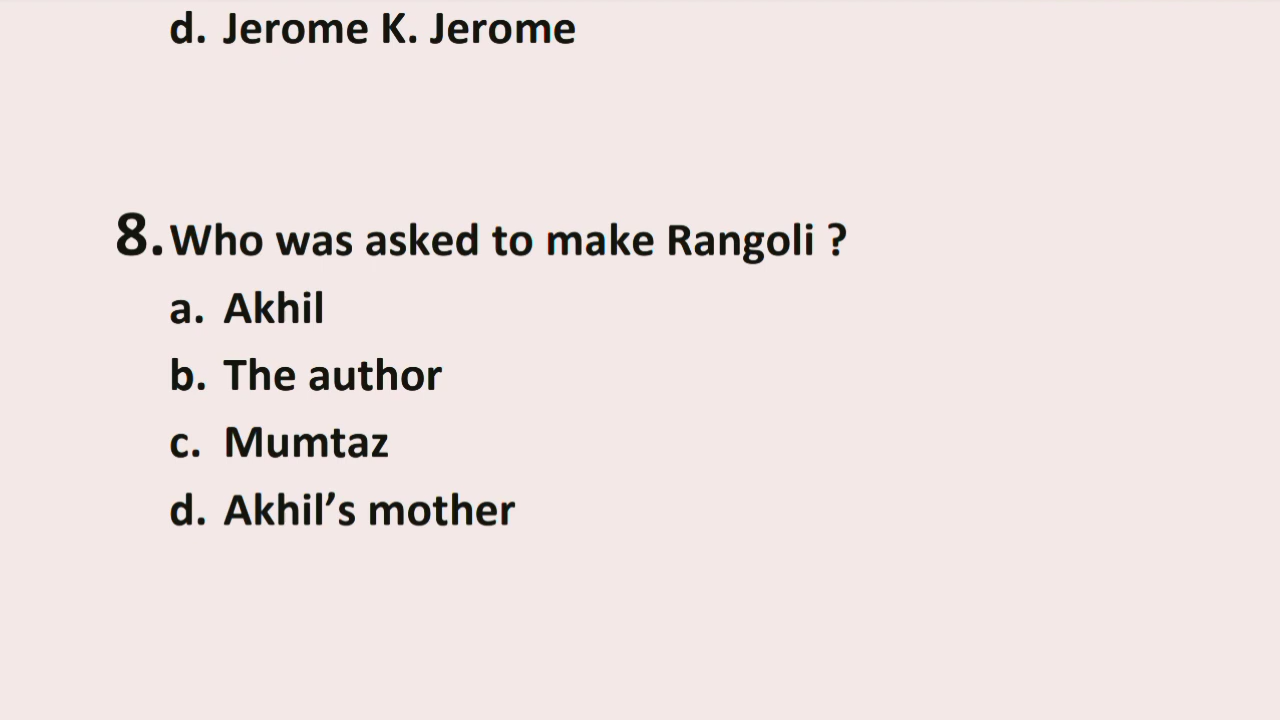 d. Jerome K. Jerome
8. Who was asked to make Rangoli ?
a. Akhil
b. The author
c. Mumtaz
d. Akhil’s mother